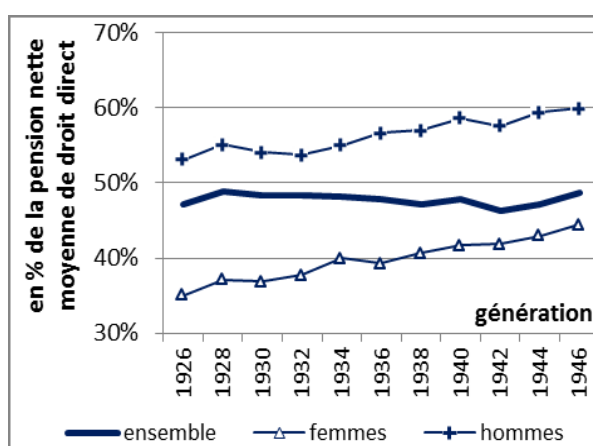 en % de la pension nette
moyenne de droit direct
70%
60%
50%
40%
30%
génération
1926
1928
1930
1932
1934
1936
1938
1940
1942
1944
1946
ensemble
femmes
hommes